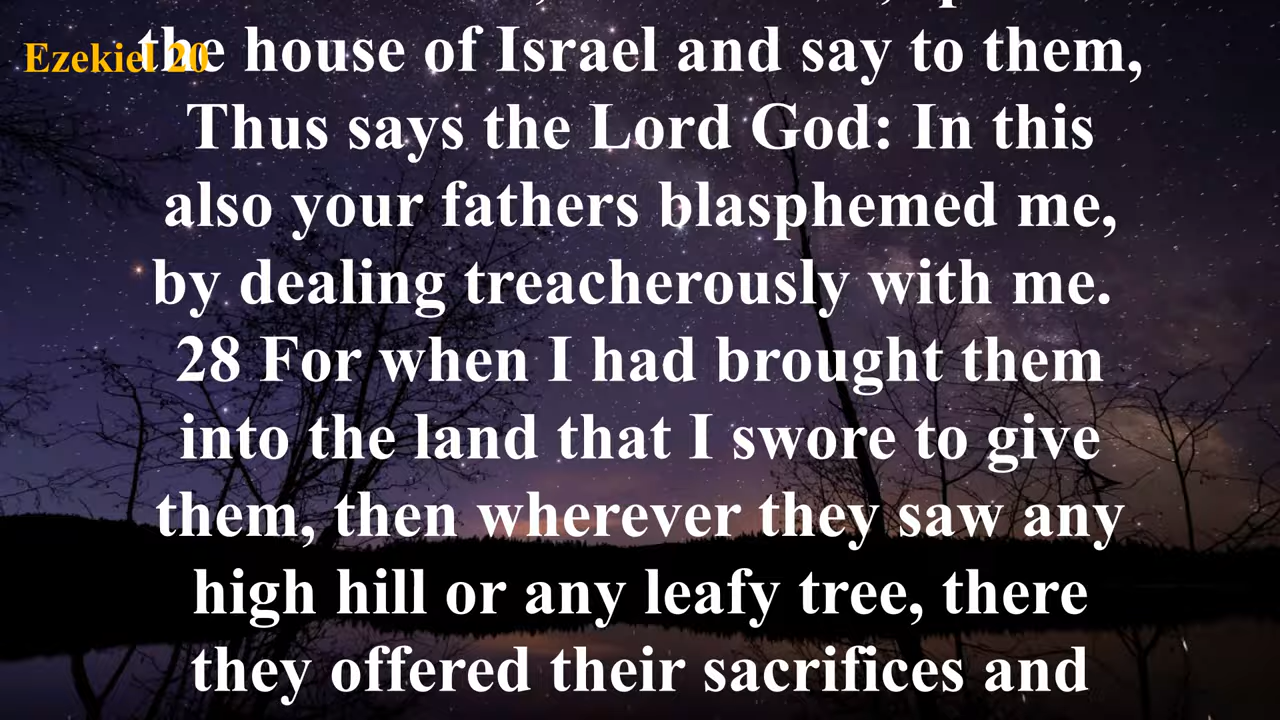 Ezekiel 20
the house of Israel and say to them,
Thus says the Lord God: In this
also your fathers blasphemed me,
by dealing treacherously with me.
28 For when I had brought them
into the land that I swore to give
them, then wherever they saw any
high hill or any leafy tree, there
they offered their sacrifices and